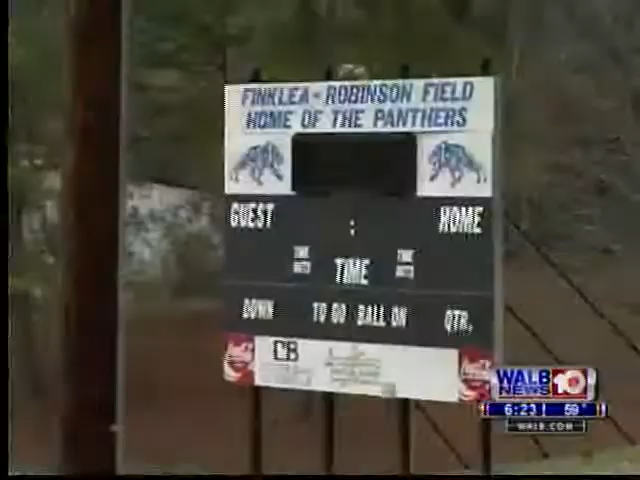 FINKLEA - ROBINSON FIELD
HOME OF THE PANTHERS
GUEST : HOME
TIME
DOWN TO GO BALL ON QTR.
CB
WALB 10
NEWS
6:23 59°
WALB.COM